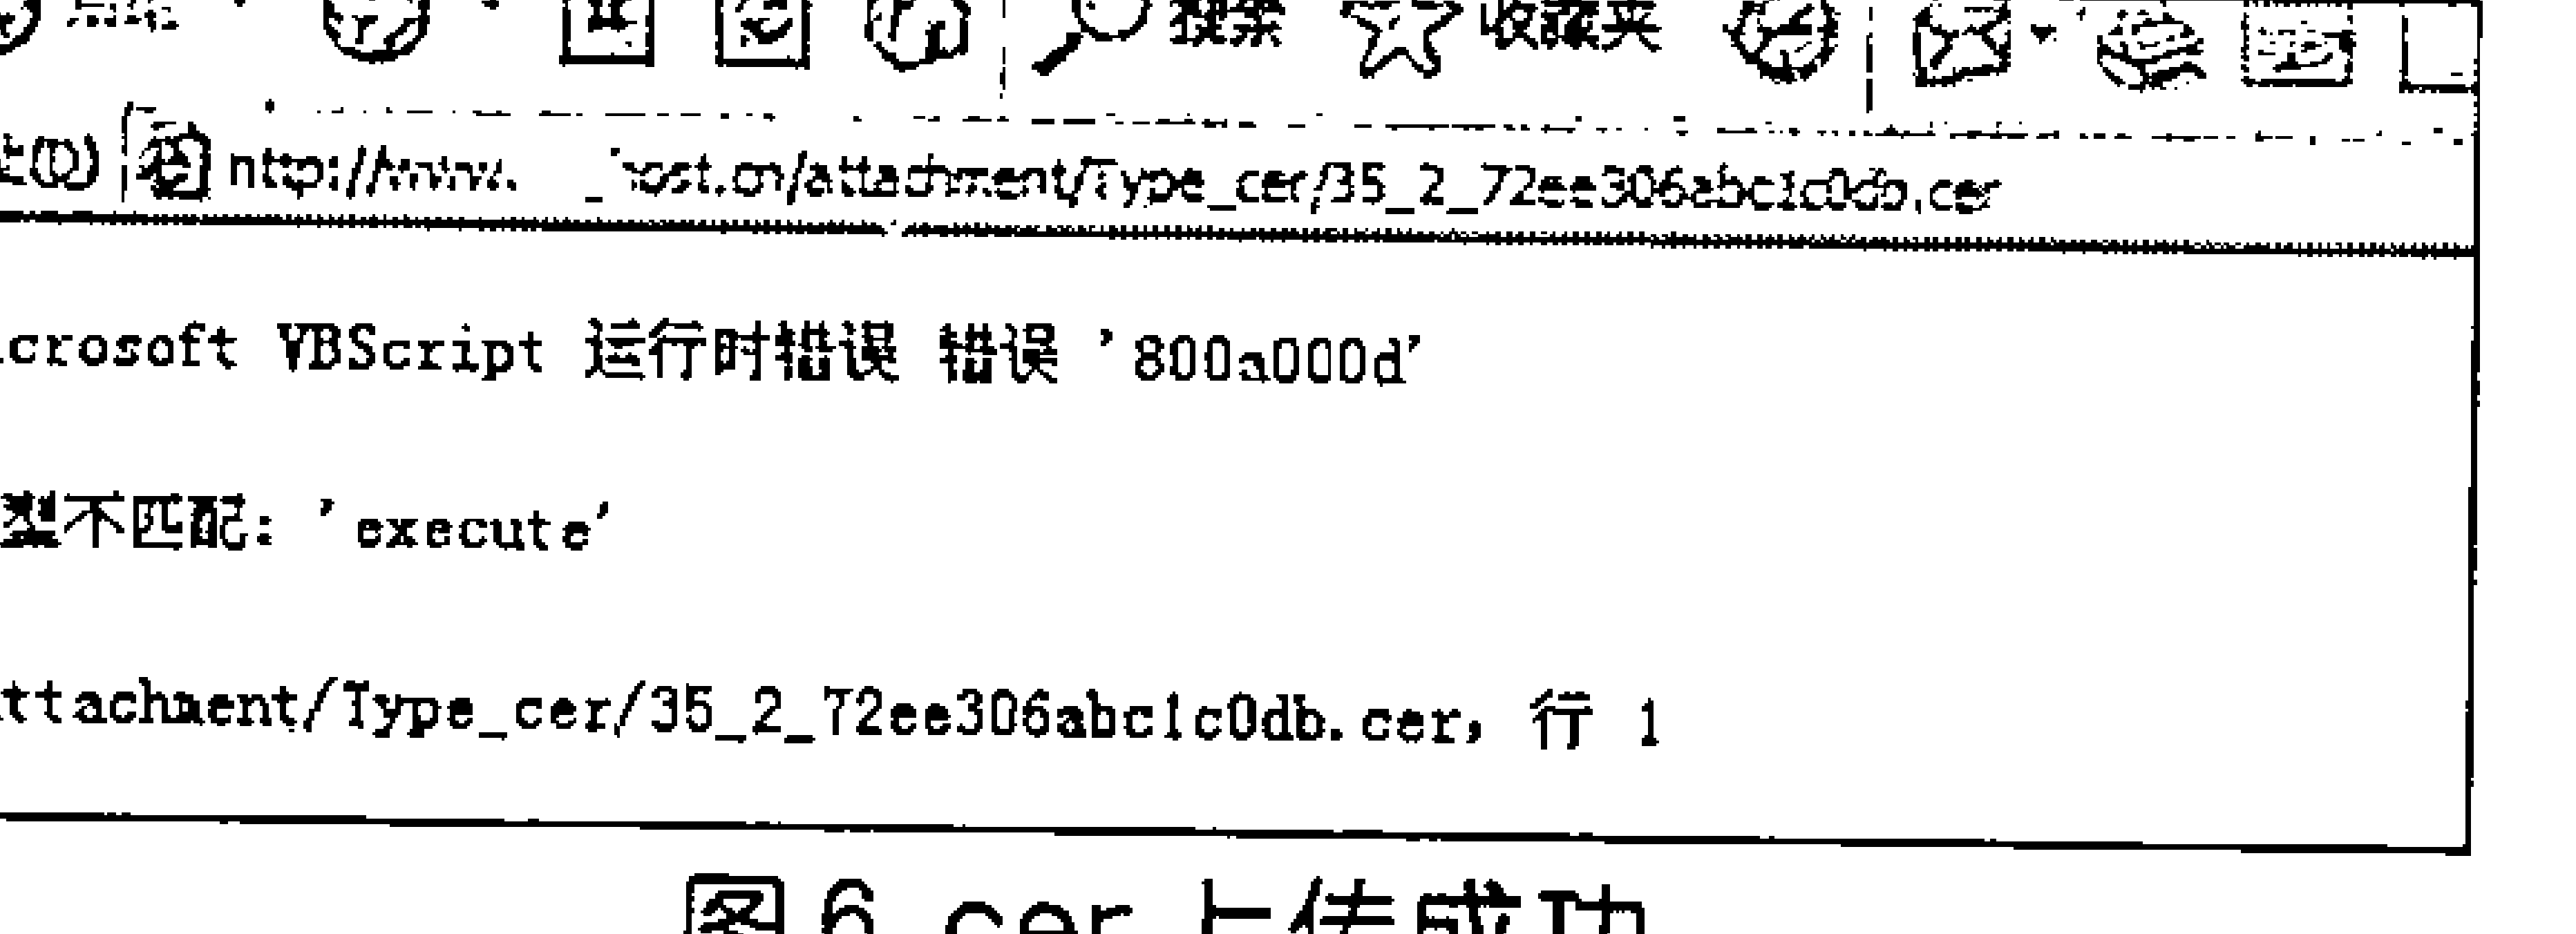 搜索 收藏夹
http://www. ost.cn/attachment/Type_cer/35_2_72ee306abc1c0db.cer
icrosoft VBScript 运行时错误 错误 '800a000d'
型不匹配: 'execute'
ttachment/Type_cer/35_2_72ee306abc1c0db.cer, 行 1
图6 cer 上传成功